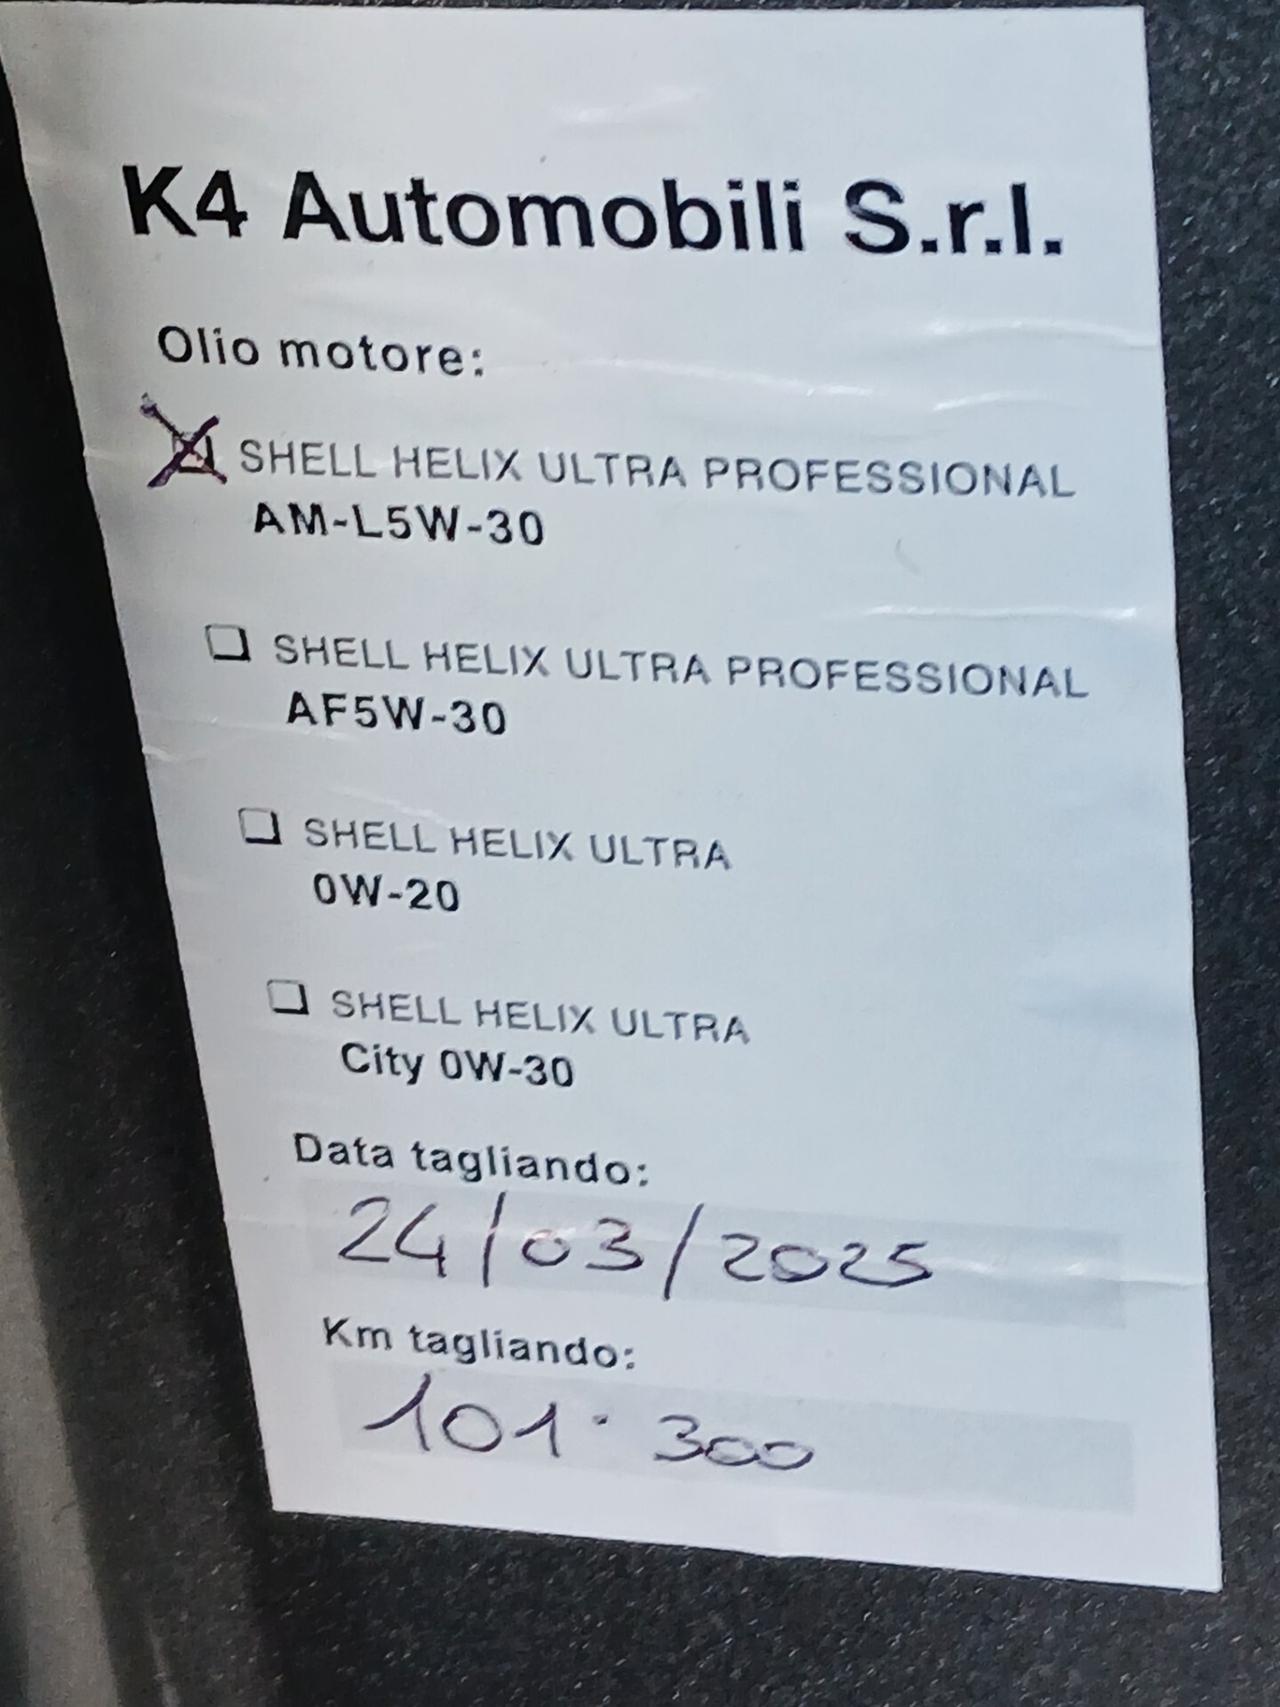 K4 Automobili S.r.l.
Olio motore:
SHELL HELIX ULTRA PROFESSIONAL
AM-L5W-30
SHELL HELIX ULTRA PROFESSIONAL
AF5W-30
SHELL HELIX ULTRA
0W-20
SHELL HELIX ULTRA
City 0W-30
Data tagliando:
24/03/2025
Km tagliando:
101.300